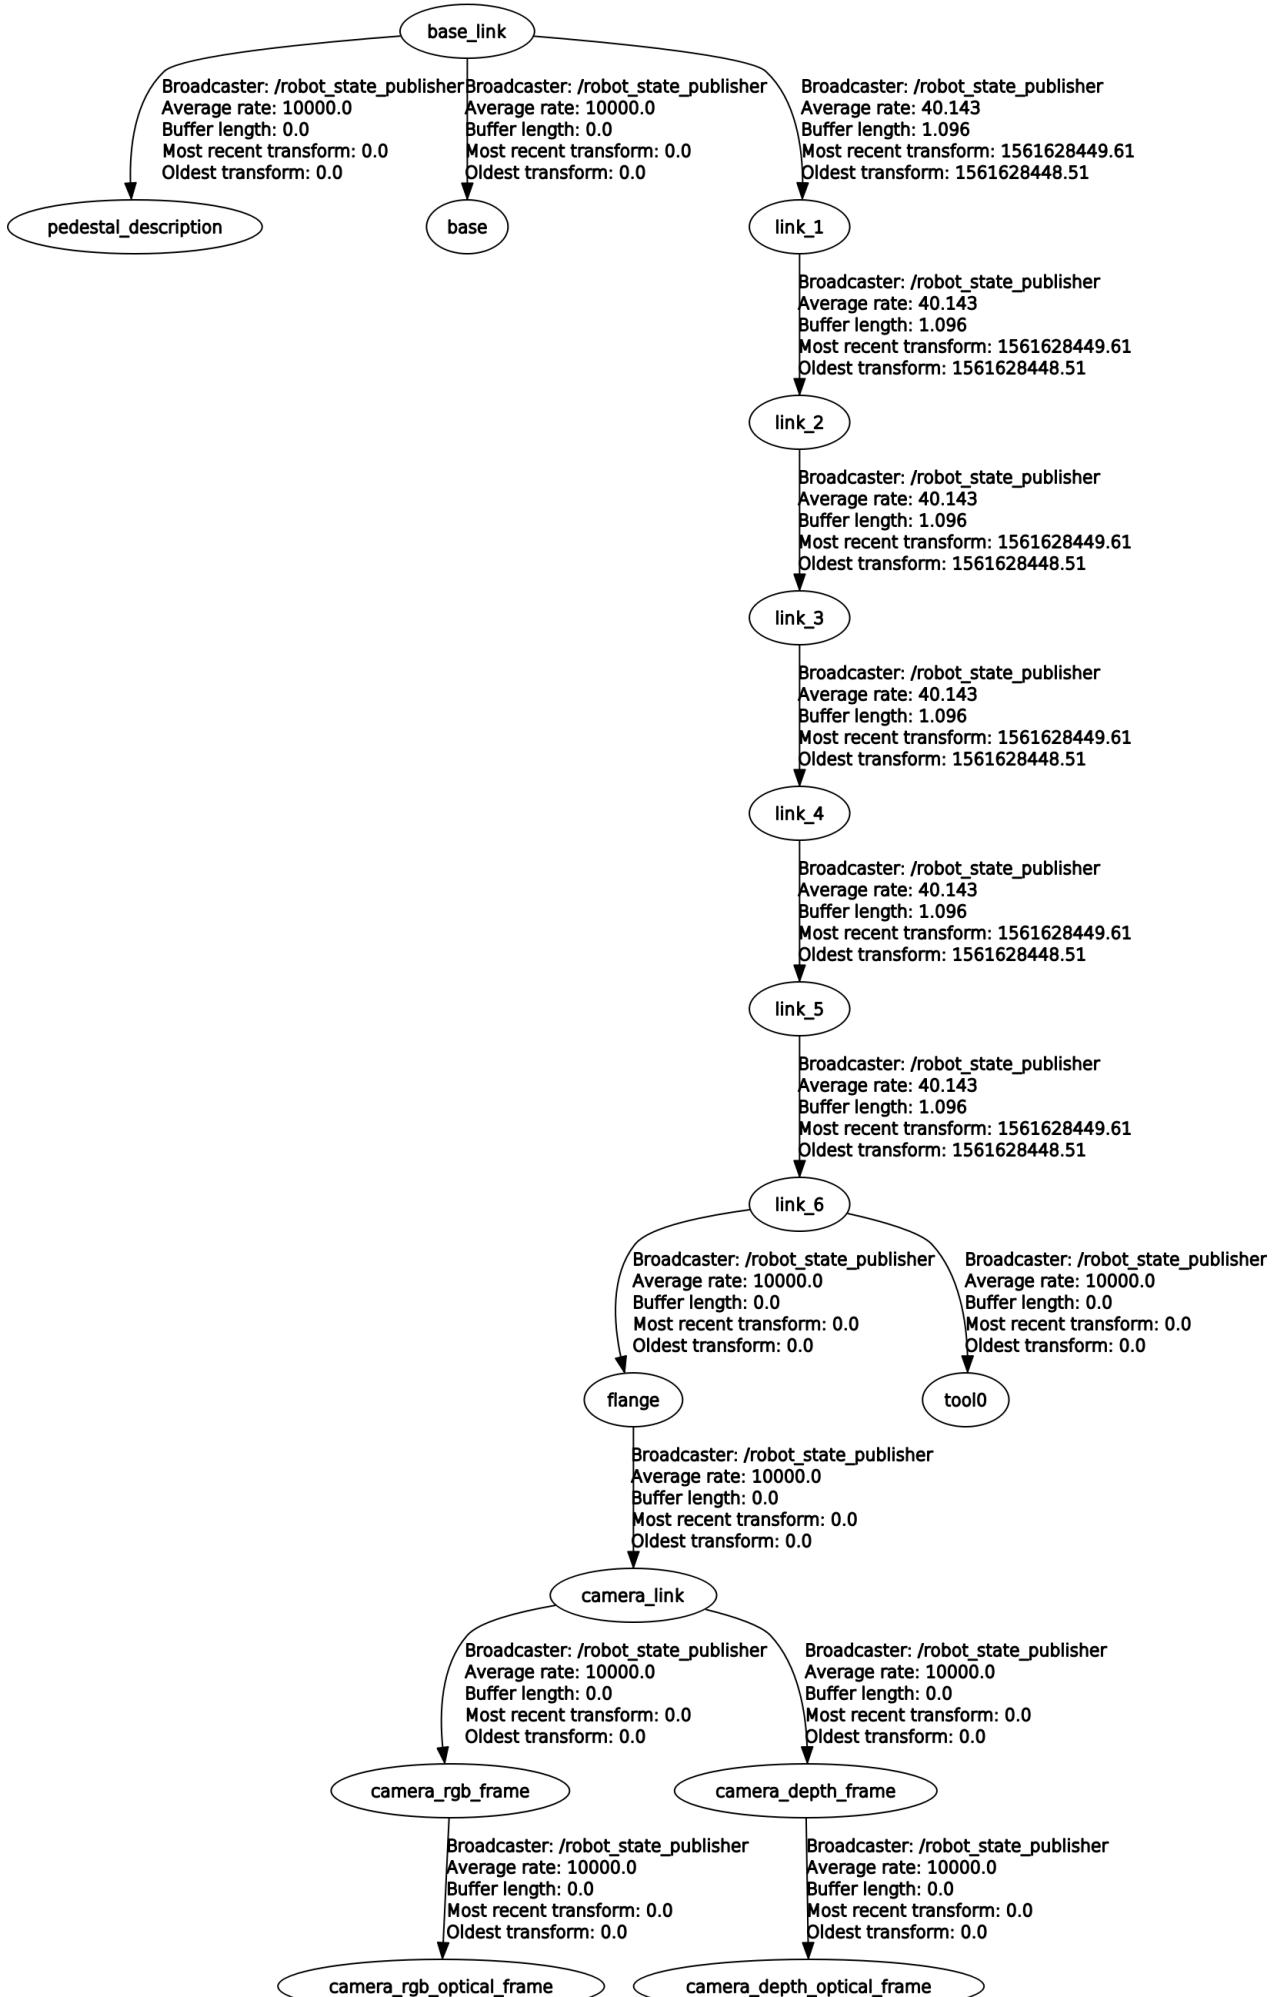 base_link
Broadcaster: /robot_state_publisher
Average rate: 10000.0
Buffer length: 0.0
Most recent transform: 0.0
Oldest transform: 0.0
Broadcaster: /robot_state_publisher
Average rate: 10000.0
Buffer length: 0.0
Most recent transform: 0.0
Oldest transform: 0.0
Broadcaster: /robot_state_publisher
Average rate: 40.143
Buffer length: 1.096
Most recent transform: 1561628449.61
Oldest transform: 1561628448.51
pedestal_description
base
link_1
Broadcaster: /robot_state_publisher
Average rate: 40.143
Buffer length: 1.096
Most recent transform: 1561628449.61
Oldest transform: 1561628448.51
link_2
Broadcaster: /robot_state_publisher
Average rate: 40.143
Buffer length: 1.096
Most recent transform: 1561628449.61
Oldest transform: 1561628448.51
link_3
Broadcaster: /robot_state_publisher
Average rate: 40.143
Buffer length: 1.096
Most recent transform: 1561628449.61
Oldest transform: 1561628448.51
link_4
Broadcaster: /robot_state_publisher
Average rate: 40.143
Buffer length: 1.096
Most recent transform: 1561628449.61
Oldest transform: 1561628448.51
link_5
Broadcaster: /robot_state_publisher
Average rate: 40.143
Buffer length: 1.096
Most recent transform: 1561628449.61
Oldest transform: 1561628448.51
link_6
Broadcaster: /robot_state_publisher
Average rate: 10000.0
Buffer length: 0.0
Most recent transform: 0.0
Oldest transform: 0.0
Broadcaster: /robot_state_publisher
Average rate: 10000.0
Buffer length: 0.0
Most recent transform: 0.0
Oldest transform: 0.0
flange
tool0
Broadcaster: /robot_state_publisher
Average rate: 10000.0
Buffer length: 0.0
Most recent transform: 0.0
Oldest transform: 0.0
camera_link
Broadcaster: /robot_state_publisher
Average rate: 10000.0
Buffer length: 0.0
Most recent transform: 0.0
Oldest transform: 0.0
Broadcaster: /robot_state_publisher
Average rate: 10000.0
Buffer length: 0.0
Most recent transform: 0.0
Oldest transform: 0.0
camera_rgb_frame
camera_depth_frame
Broadcaster: /robot_state_publisher
Average rate: 10000.0
Buffer length: 0.0
Most recent transform: 0.0
Oldest transform: 0.0
Broadcaster: /robot_state_publisher
Average rate: 10000.0
Buffer length: 0.0
Most recent transform: 0.0
Oldest transform: 0.0
camera_rgb_optical_frame
camera_depth_optical_frame